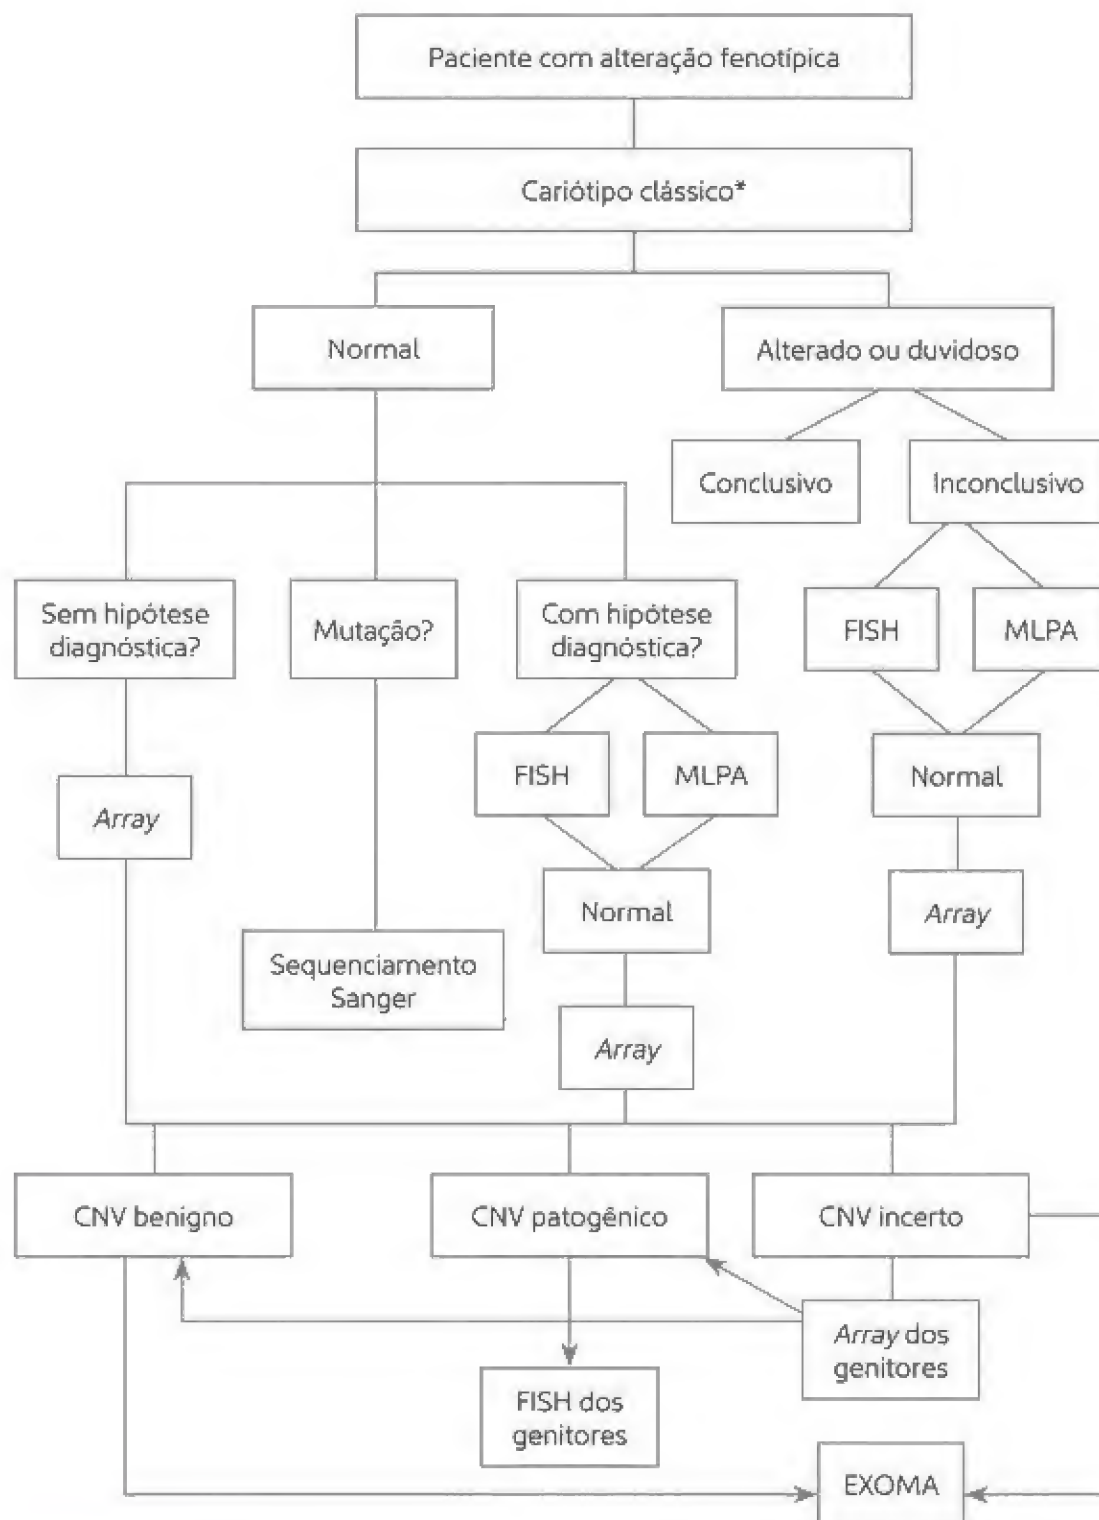 Paciente com alteração fenotípica
Cariótipo clássico*
Normal
Alterado ou duvidoso
Conclusivo
Inconclusivo
Sem hipótese
diagnóstica?
Mutação?
Com hipótese
diagnóstica?
FISH
MLPA
FISH
MLPA
Normal
Array
Normal
Array
Sequenciamento
Sanger
Array
CNV benigno
CNV patogênico
CNV incerto
Array dos
genitores
FISH dos
genitores
EXOMA